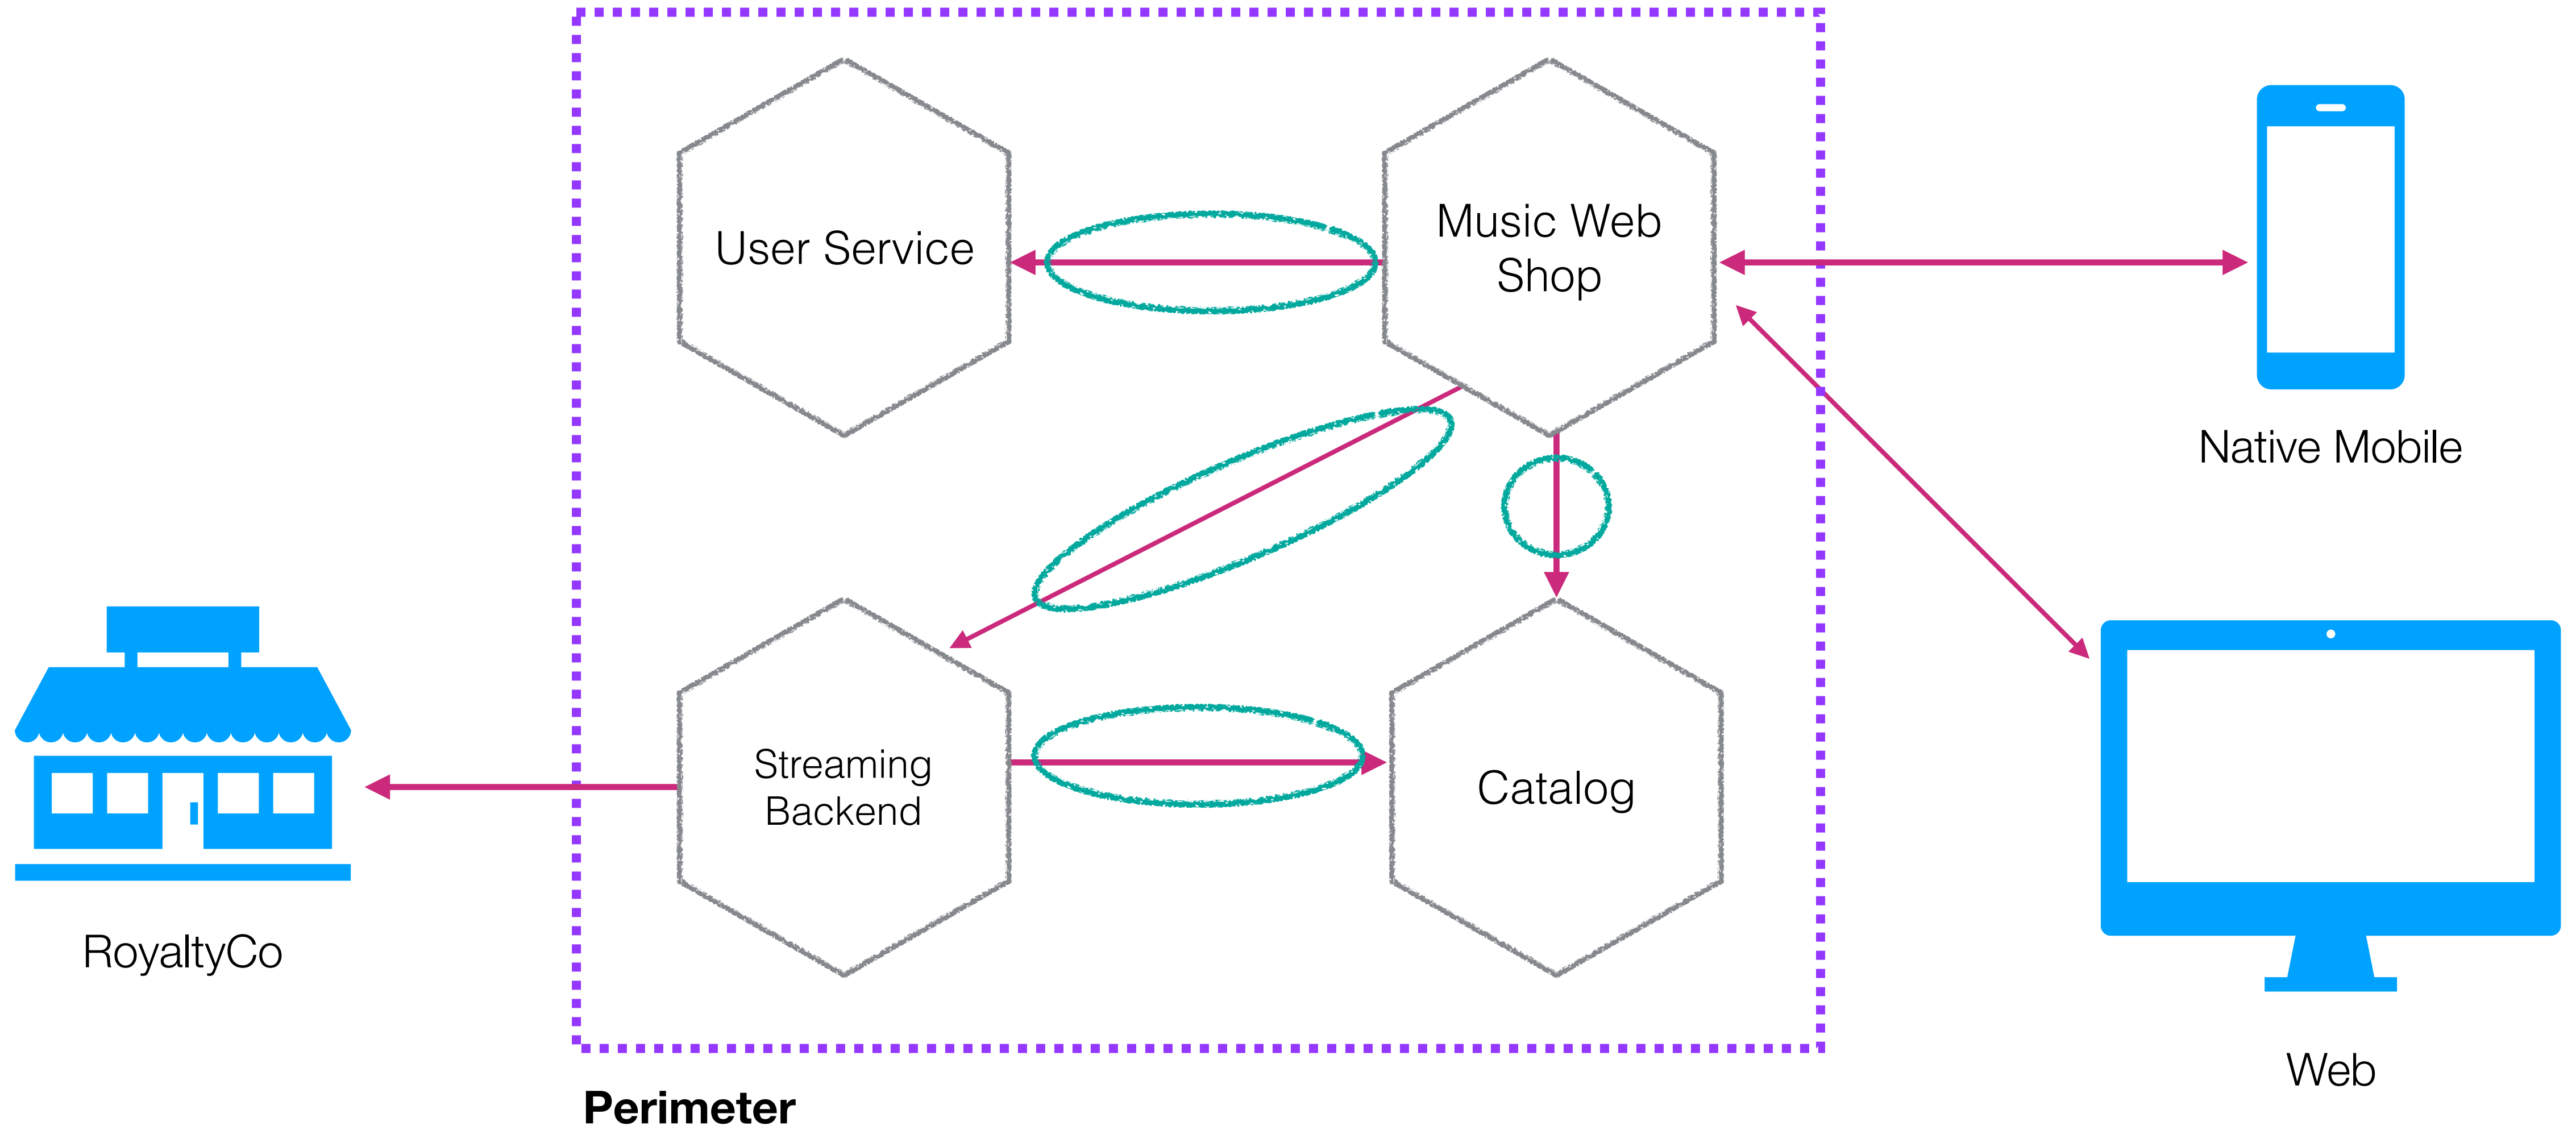 User Service
Music Web
Shop
Native Mobile
Streaming
Backend
Catalog
RoyaltyCo
Web
Perimeter